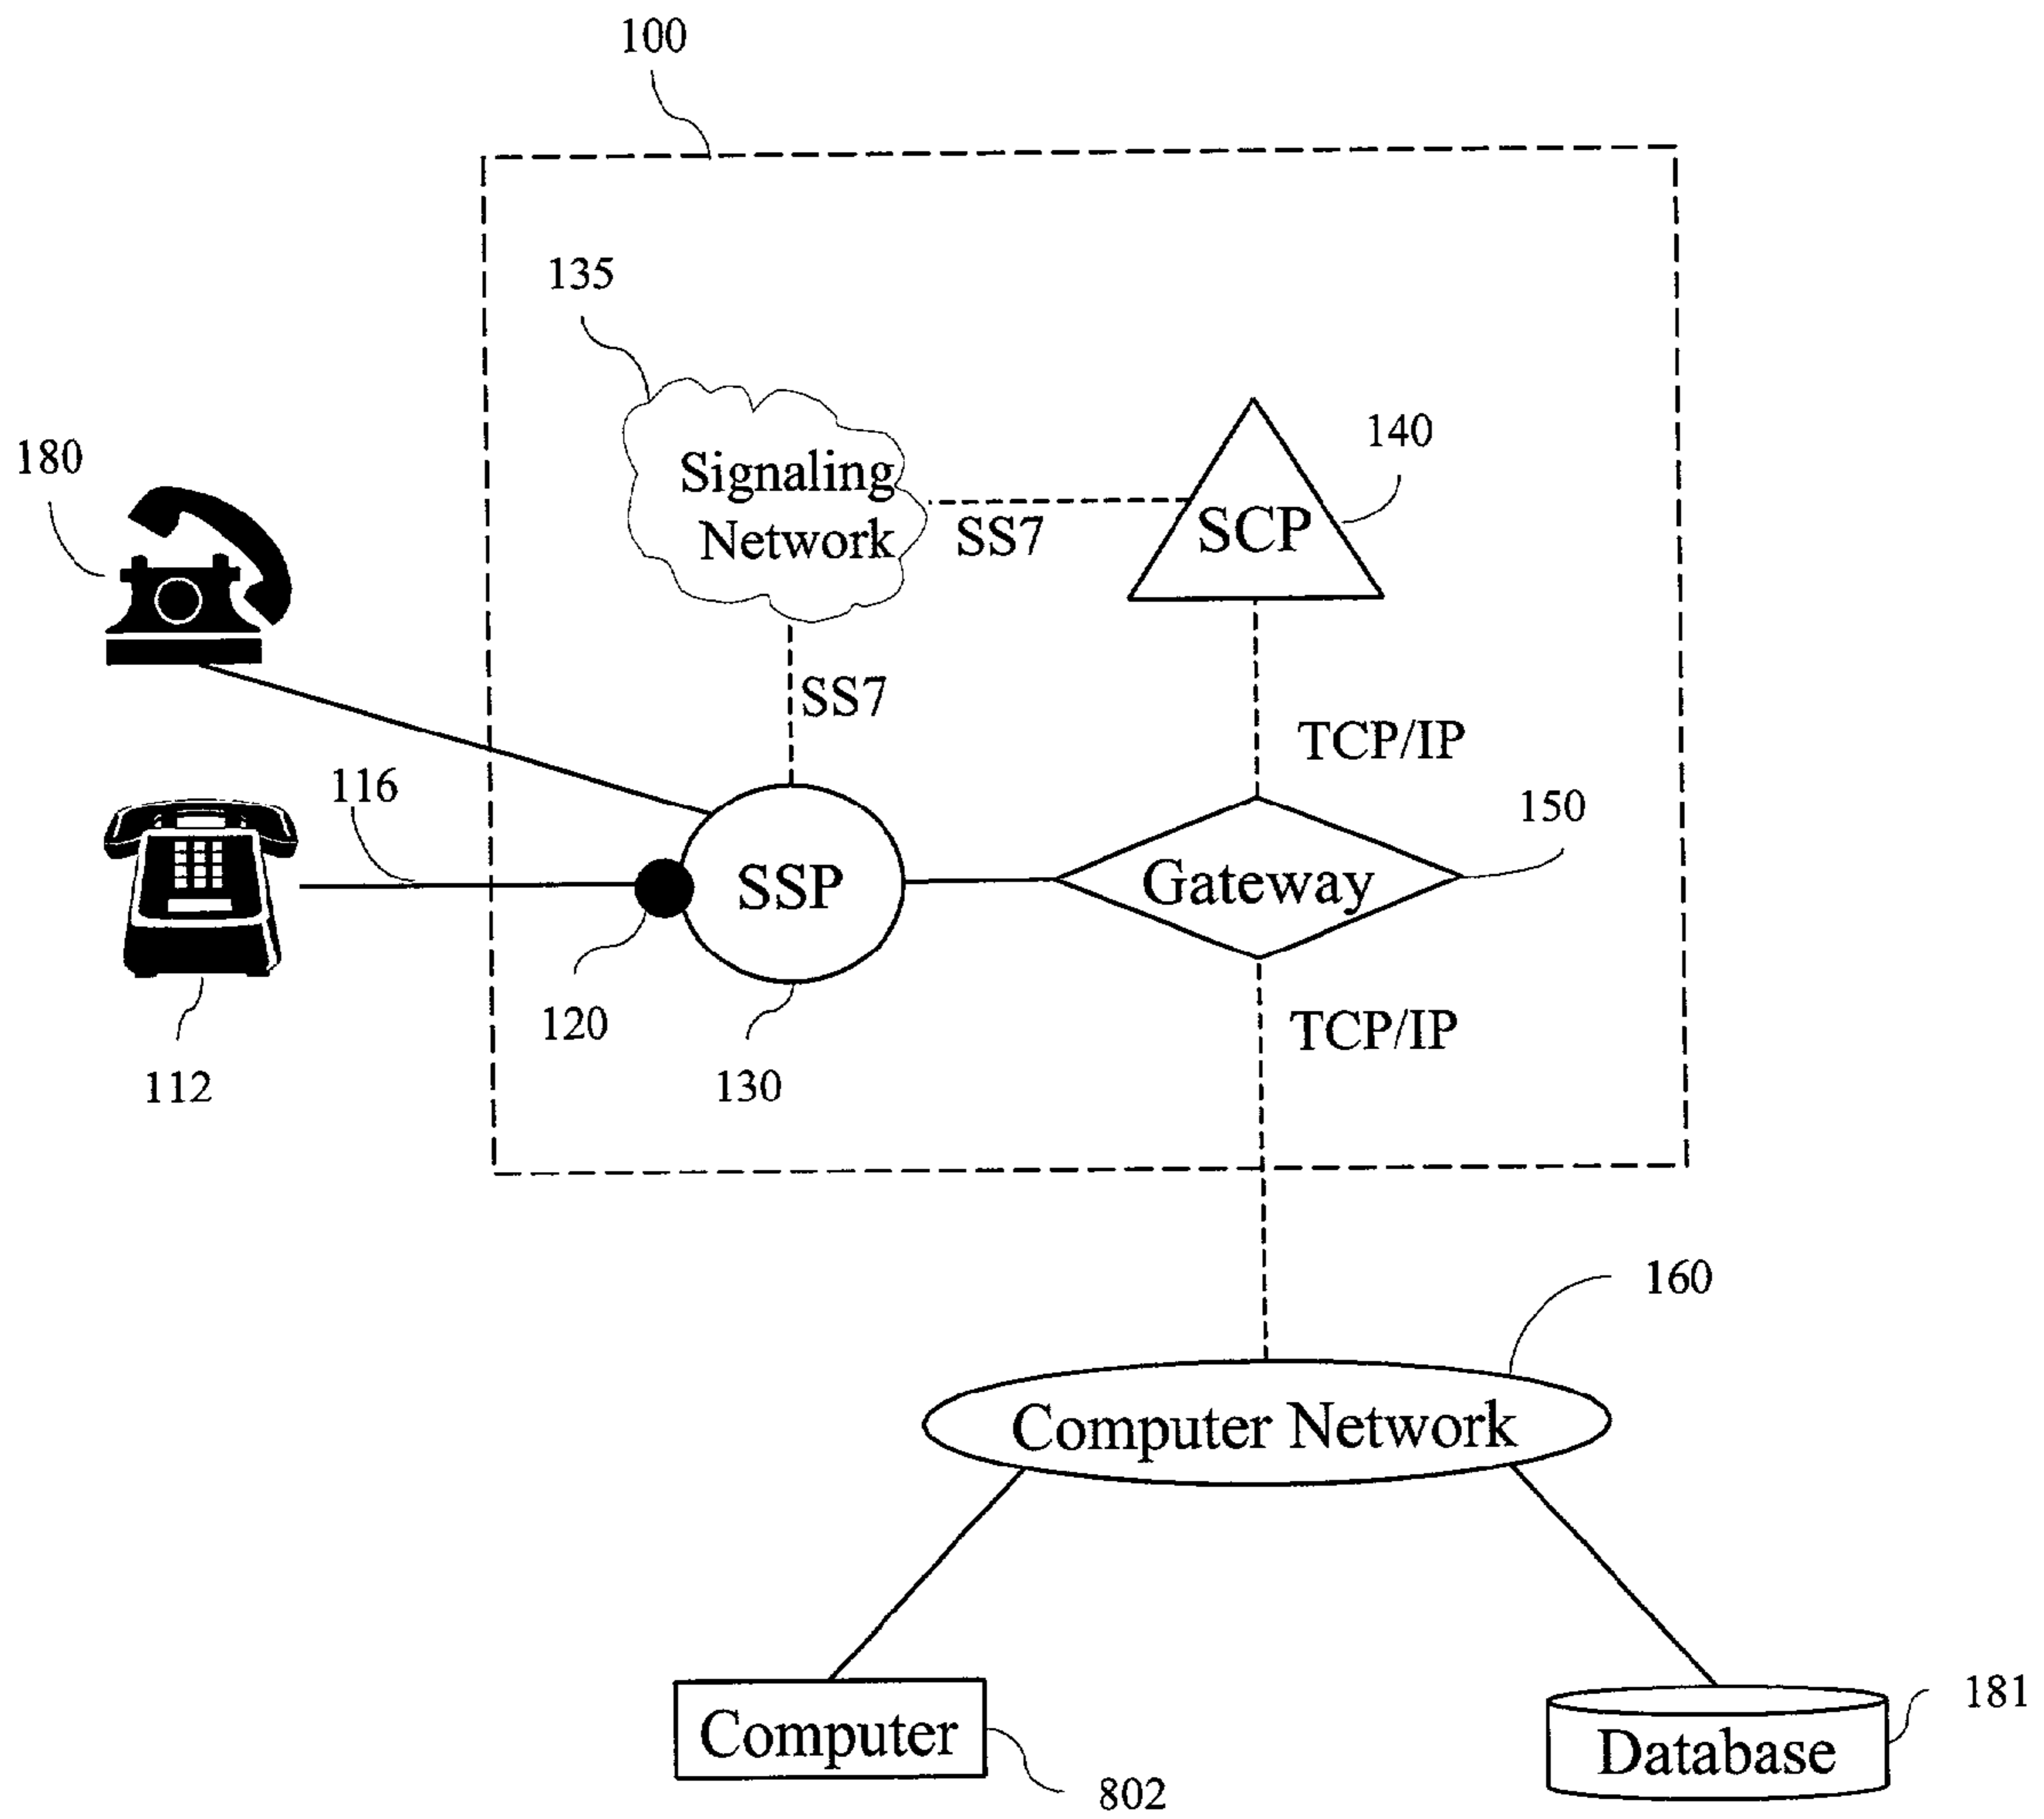 100
135
Signaling
Network
SS7
SCP
140
180
SS7
TCP/IP
116
SSP
Gateway
150
120
130
112
TCP/IP
160
Computer Network
Computer
802
Database
181